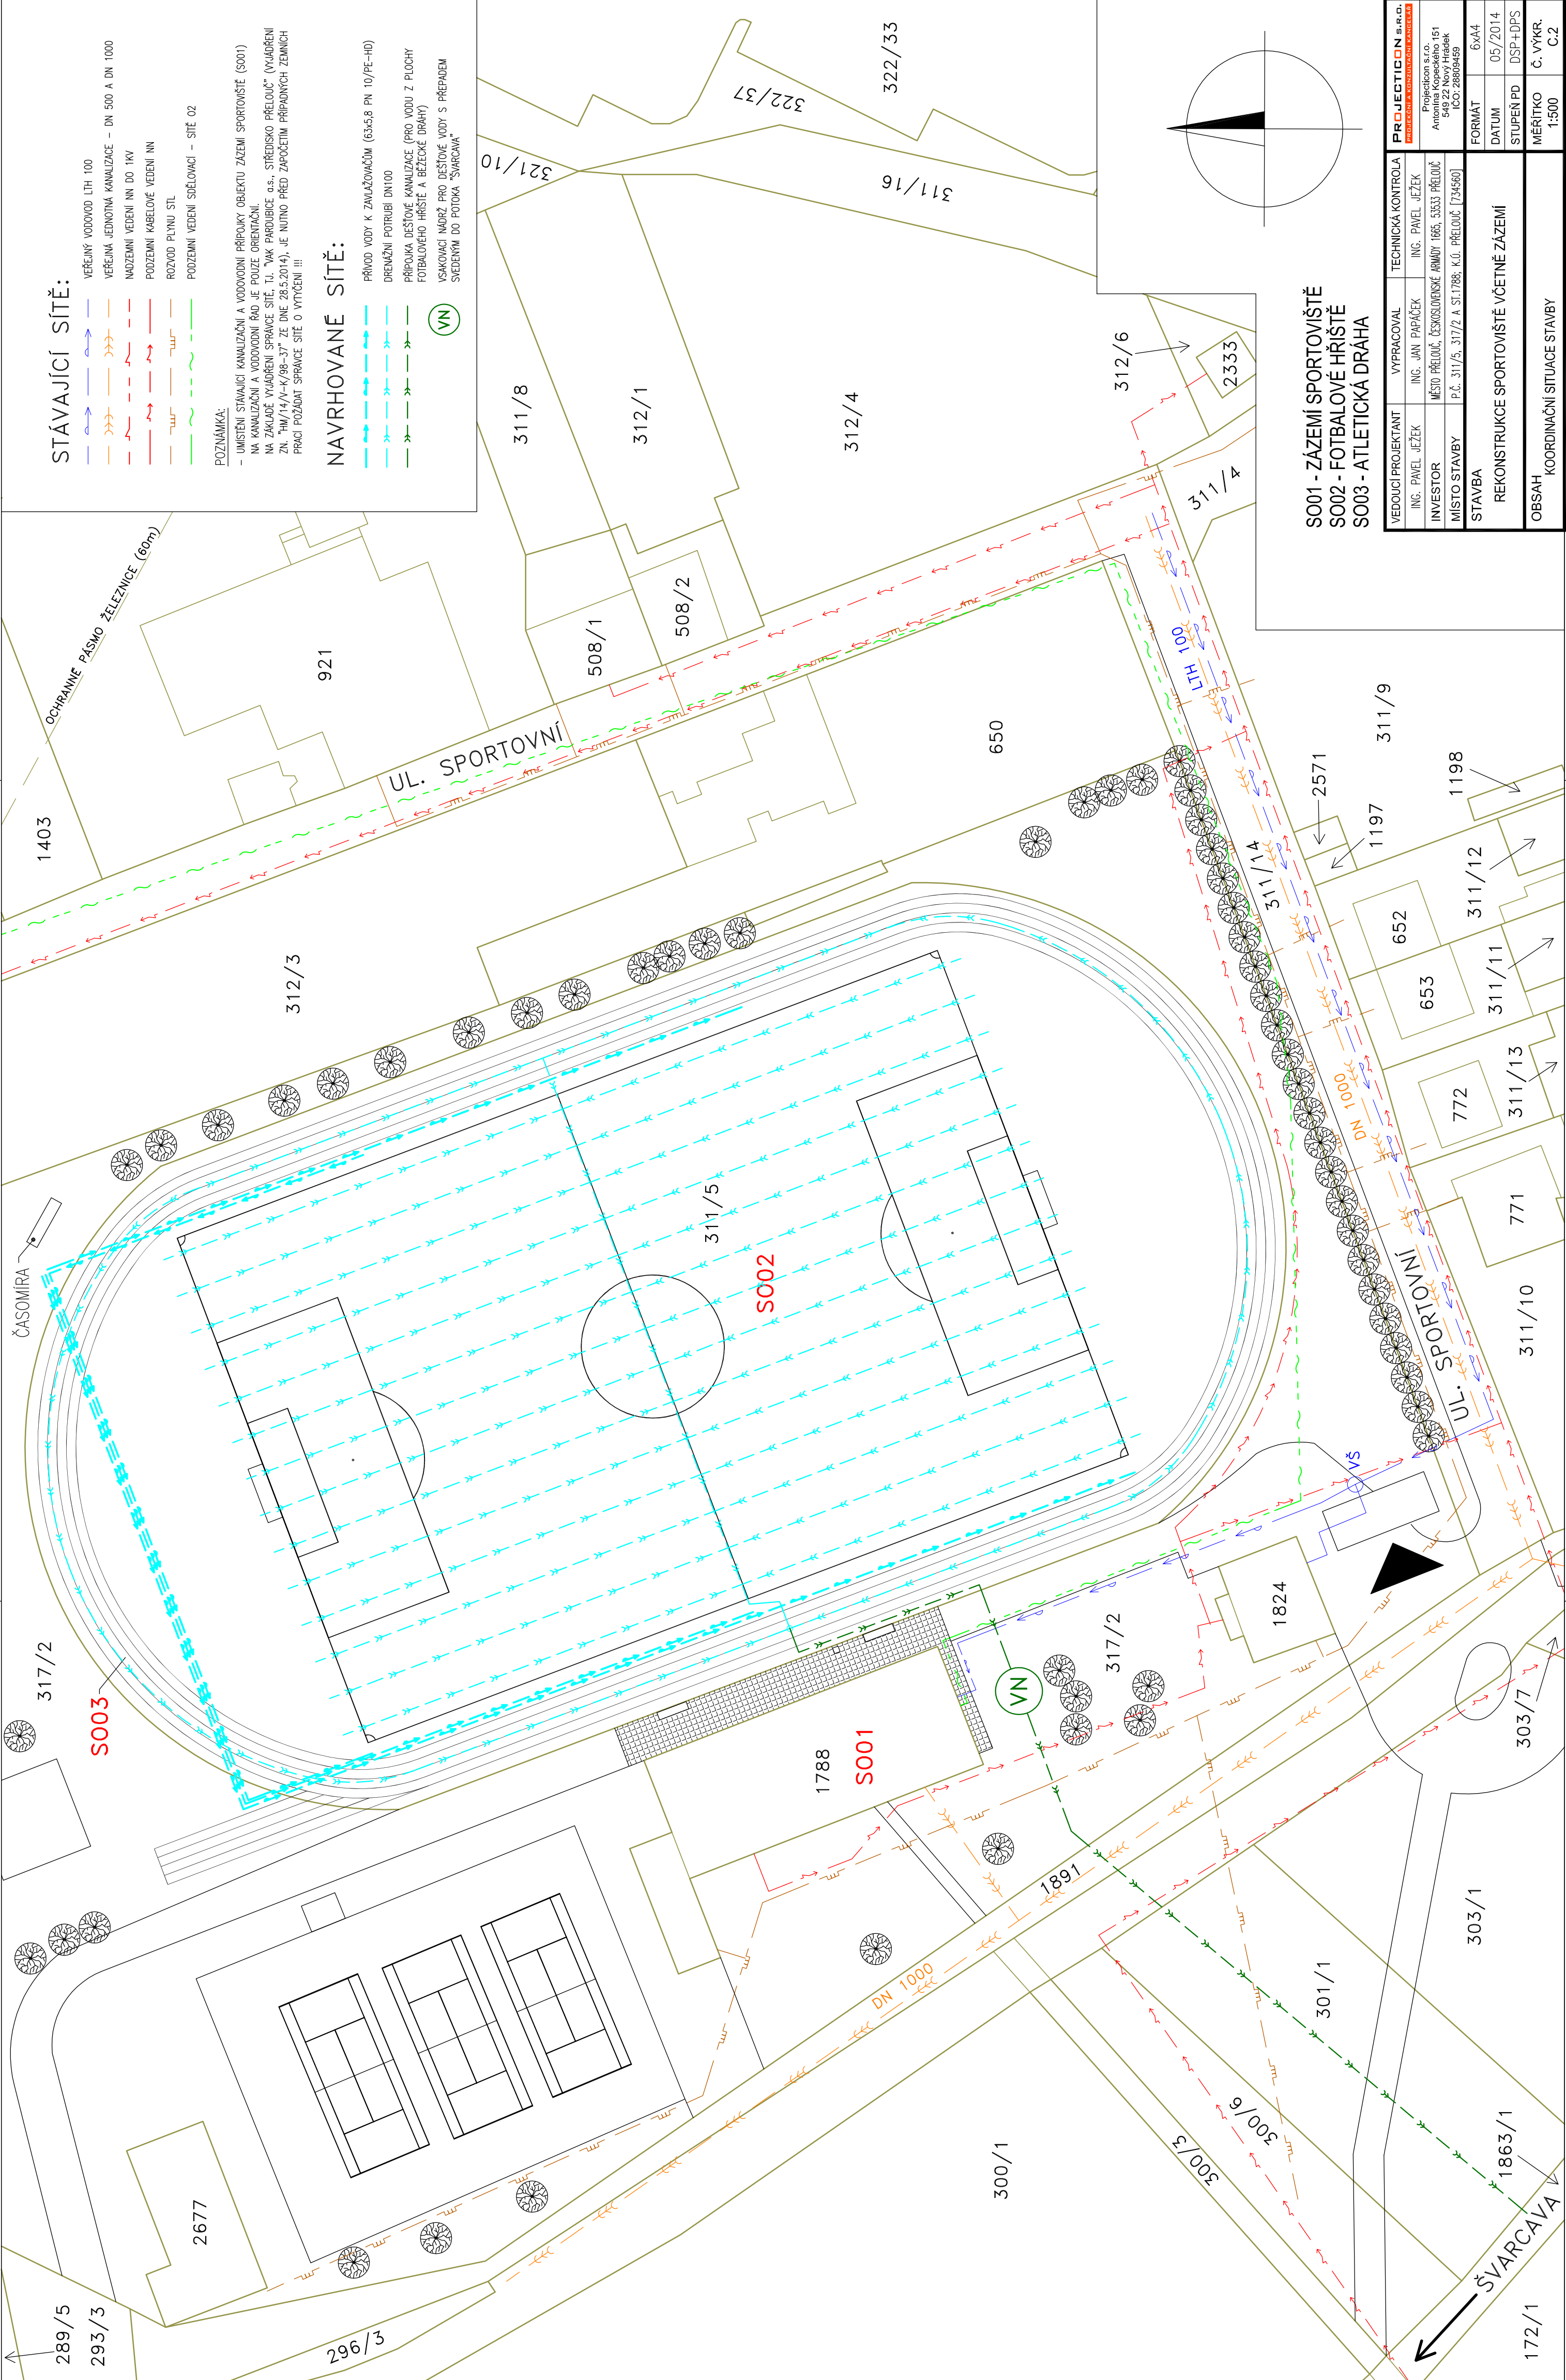 STÁVAJÍCÍ SÍTĚ:
VEŘEJNÝ VODOVOD LTH 100
VEŘEJNÁ JEDNOTNÁ KANALIZACE - DN 500 A DN 1000
NADZEMNÍ VEDENÍ NN DO 1KV
PODZEMNÍ KABELOVÉ VEDENÍ NN
ROZVOD PLYNU STL
PODZEMNÍ VEDENÍ SDĚLOVACÍ - SÍTĚ O2
POZNÁMKA:
- UMÍSTĚNÍ STÁVAJÍCÍ KANALIZAČNÍ A VODOVODNÍ PŘÍPOJKY OBJEKTU ZÁZEMÍ SPORTOVIŠTĚ (SO01)
NA KANALIZAČNÍ A VODOVODNÍ ŘAD JE POUZE ORIENTAČNÍ.
NA ZÁKLADĚ VYJÁDŘENÍ SPRÁVCE SÍTĚ, TJ. "VAK PARDUBICE a.s., STŘEDISKO PŘELOUČ" (VYJÁDŘENÍ
ZN. "HM/14/V-K/98-37" ZE DNE 28.5.2014), JE NUTNO PŘED ZAPOČETÍM PŘÍPADNÝCH ZEMNÍCH
PRACÍ POŽÁDAT SPRÁVCE SÍTĚ O VYTÝČENÍ !!!
NAVRHOVANÉ SÍTĚ:
PŘÍVOD VODY K ZAVLAŽOVAČŮM (63x5,8 PN 10/PE-HD)
DRENÁŽNÍ POTRUBÍ DN100
PŘÍPOJKA DEŠŤOVÉ KANALIZACE (PRO VODU Z PLOCHY
FOTBALOVÉHO HŘIŠTĚ A BĚŽECKÉ DRÁHY)
VN
VSAKOVACÍ NÁDRŽ PRO DEŠŤOVÉ VODY S PŘEPADEM
SVEDENÝM DO POTOKA "ŠVARCAVA"
OCHRANNÉ PÁSMO ŽELEZNICE (60m)
1403
921
UL. SPORTOVNÍ
508/1
508/2
311/8
312/1
312/4
321/10
322/37
322/33
311/16
312/6
2333
311/4
650
312/3
ČASOMÍRA
317/2
SO03
311/5
SO02
1788
SO01
VN
317/2
1824
VŠ
LTH 100
311/14
DN 1000
UL. SPORTOVNÍ
2571
1197
1198
311/9
652
653
311/12
311/11
772
311/13
771
311/10
303/7
303/1
301/1
1891
DN 1000
300/1
300/3
300/6
1863/1
ŠVARCAVA
172/1
2677
289/5
293/3
296/3
SO01 - ZÁZEMÍ SPORTOVIŠTĚ
SO02 - FOTBALOVÉ HŘIŠTĚ
SO03 - ATLETICKÁ DRÁHA
VEDOUCÍ PROJEKTANT
VYPRACOVAL
TECHNICKÁ KONTROLA
ING. PAVEL JEŽEK
ING. JAN PAPÁČEK
ING. PAVEL JEŽEK
INVESTOR
MĚSTO PŘELOUČ, ČESKOSLOVENSKÉ ARMÁDY 1665, 53533 PŘELOUČ
MÍSTO STAVBY
P.Č. 311/5, 317/2 A ST.1788; K.Ú. PŘELOUČ [734560]
STAVBA
REKONSTRUKCE SPORTOVIŠTĚ VČETNĚ ZÁZEMÍ
OBSAH
KOORDINAČNÍ SITUACE STAVBY
PROJECTICON s.r.o.
PROJEKČNÍ A KONZULTAČNÍ KANCELÁŘ
Projecticon s.r.o.
Antonína Kopeckého 151
549 22 Nový Hrádek
IČO: 28809459
FORMÁT
6xA4
DATUM
05/2014
STUPEŇ PD
DSP+DPS
MĚŘÍTKO
1:500
Č. VÝKR.
C.2